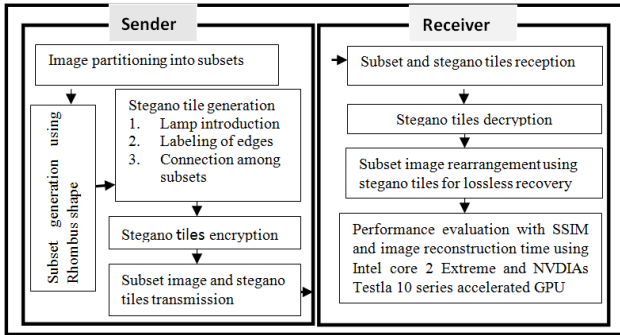 Sender
Image partitioning into subsets
Subset generation using
Rhombus shape
Stegano tile generation
1. Lamp introduction
2. Labeling of edges
3. Connection among
subsets
Stegano tiles encryption
Subset image and stegano
tiles transmission
Receiver
Subset and stegano tiles reception
Stegano tiles decryption
Subset image rearrangement using
stegano tiles for lossless recovery
Performance evaluation with SSIM
and image reconstruction time using
Intel core 2 Extreme and NVDIAs
Testla 10 series accelerated GPU